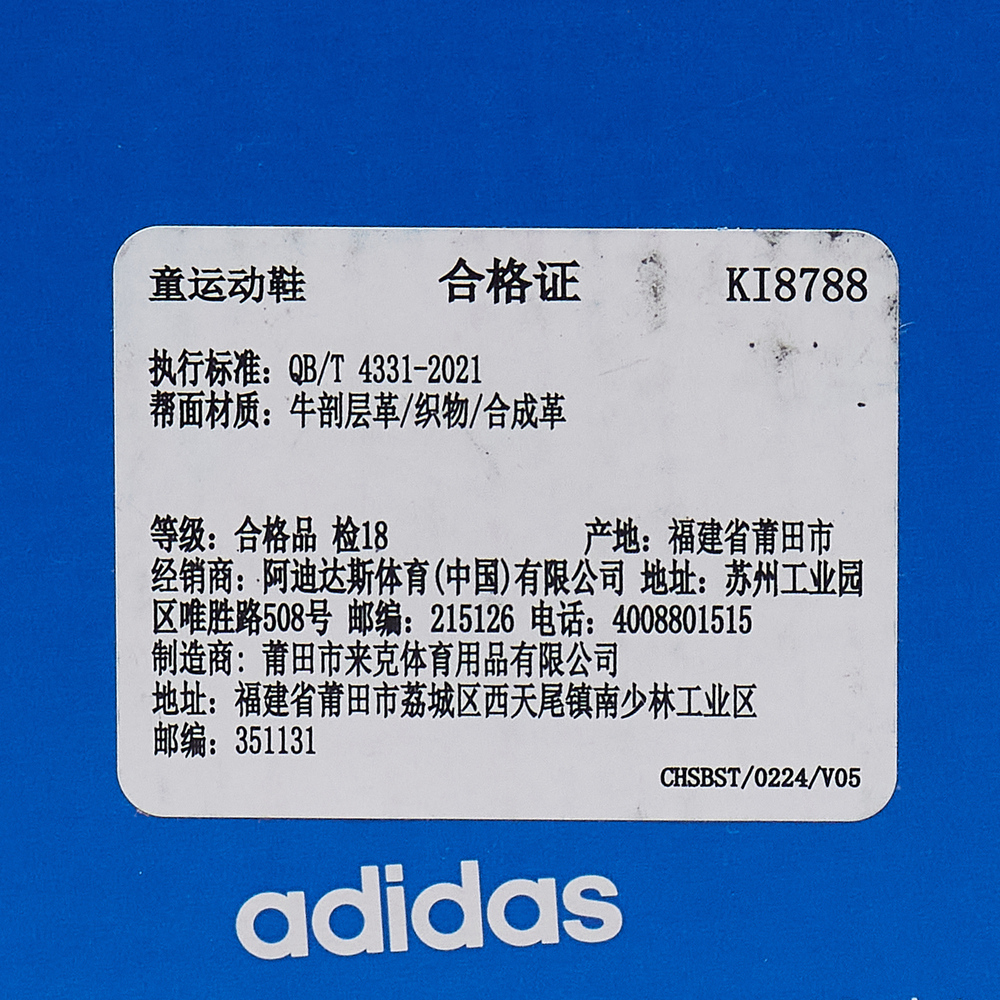 童运动鞋 合格证 KI8788
执行标准：QB/T 4331-2021
帮面材质：牛剖层革/织物/合成革
等级：合格品 检18 产地：福建省莆田市
经销商：阿迪达斯体育(中国)有限公司 地址：苏州工业园
区唯胜路508号 邮编：215126 电话：4008801515
制造商：莆田市来克体育用品有限公司
地址：福建省莆田市荔城区西天尾镇南少林工业区
邮编：351131
CHSBST/0224/V05
adidas